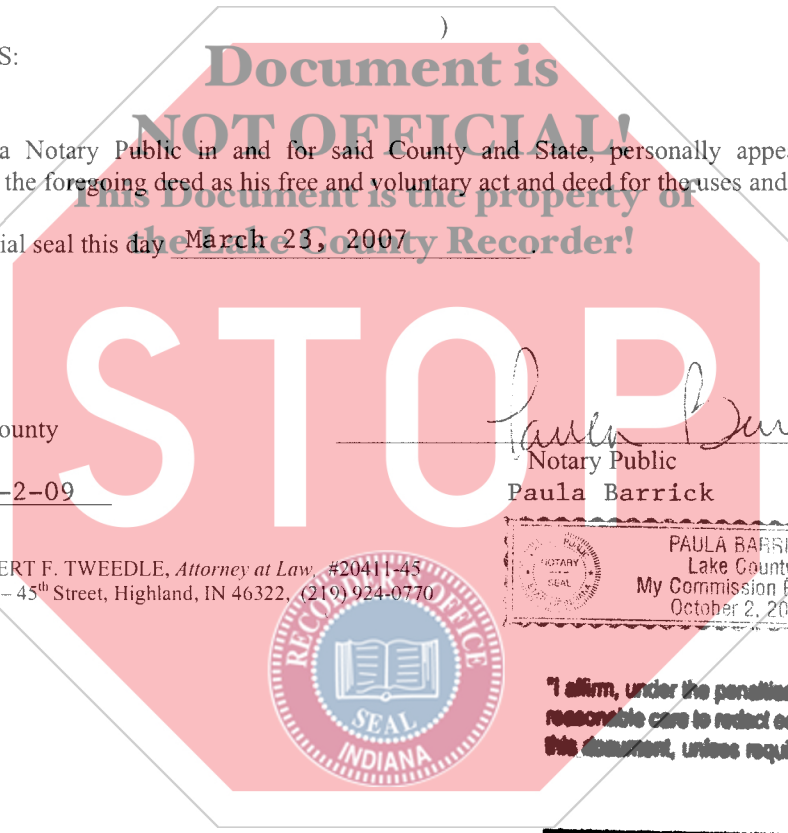 )
S:
Document is
NOT OFFICIAL!
a Notary Public in and for said County and State, personally appe
the foregoing deed as his free and voluntary act and deed for the uses and
This Document is the property of
ial seal this day March 23, 2007.
the Lake County Recorder!
STOP
ounty
Notary Public
-2-09
Paula Barrick
PAULA BARRI
Lake County
My Commission E
October 2, 20
NOTARY
SEAL
ERT F. TWEEDLE, Attorney at Law, #20411-45
– 45th Street, Highland, IN 46322, (219) 924-0770
RECORDER'S OFFICE
SEAL
INDIANA
"I affirm, under the penalties
reasonable care to redact ea
this document, unless requi